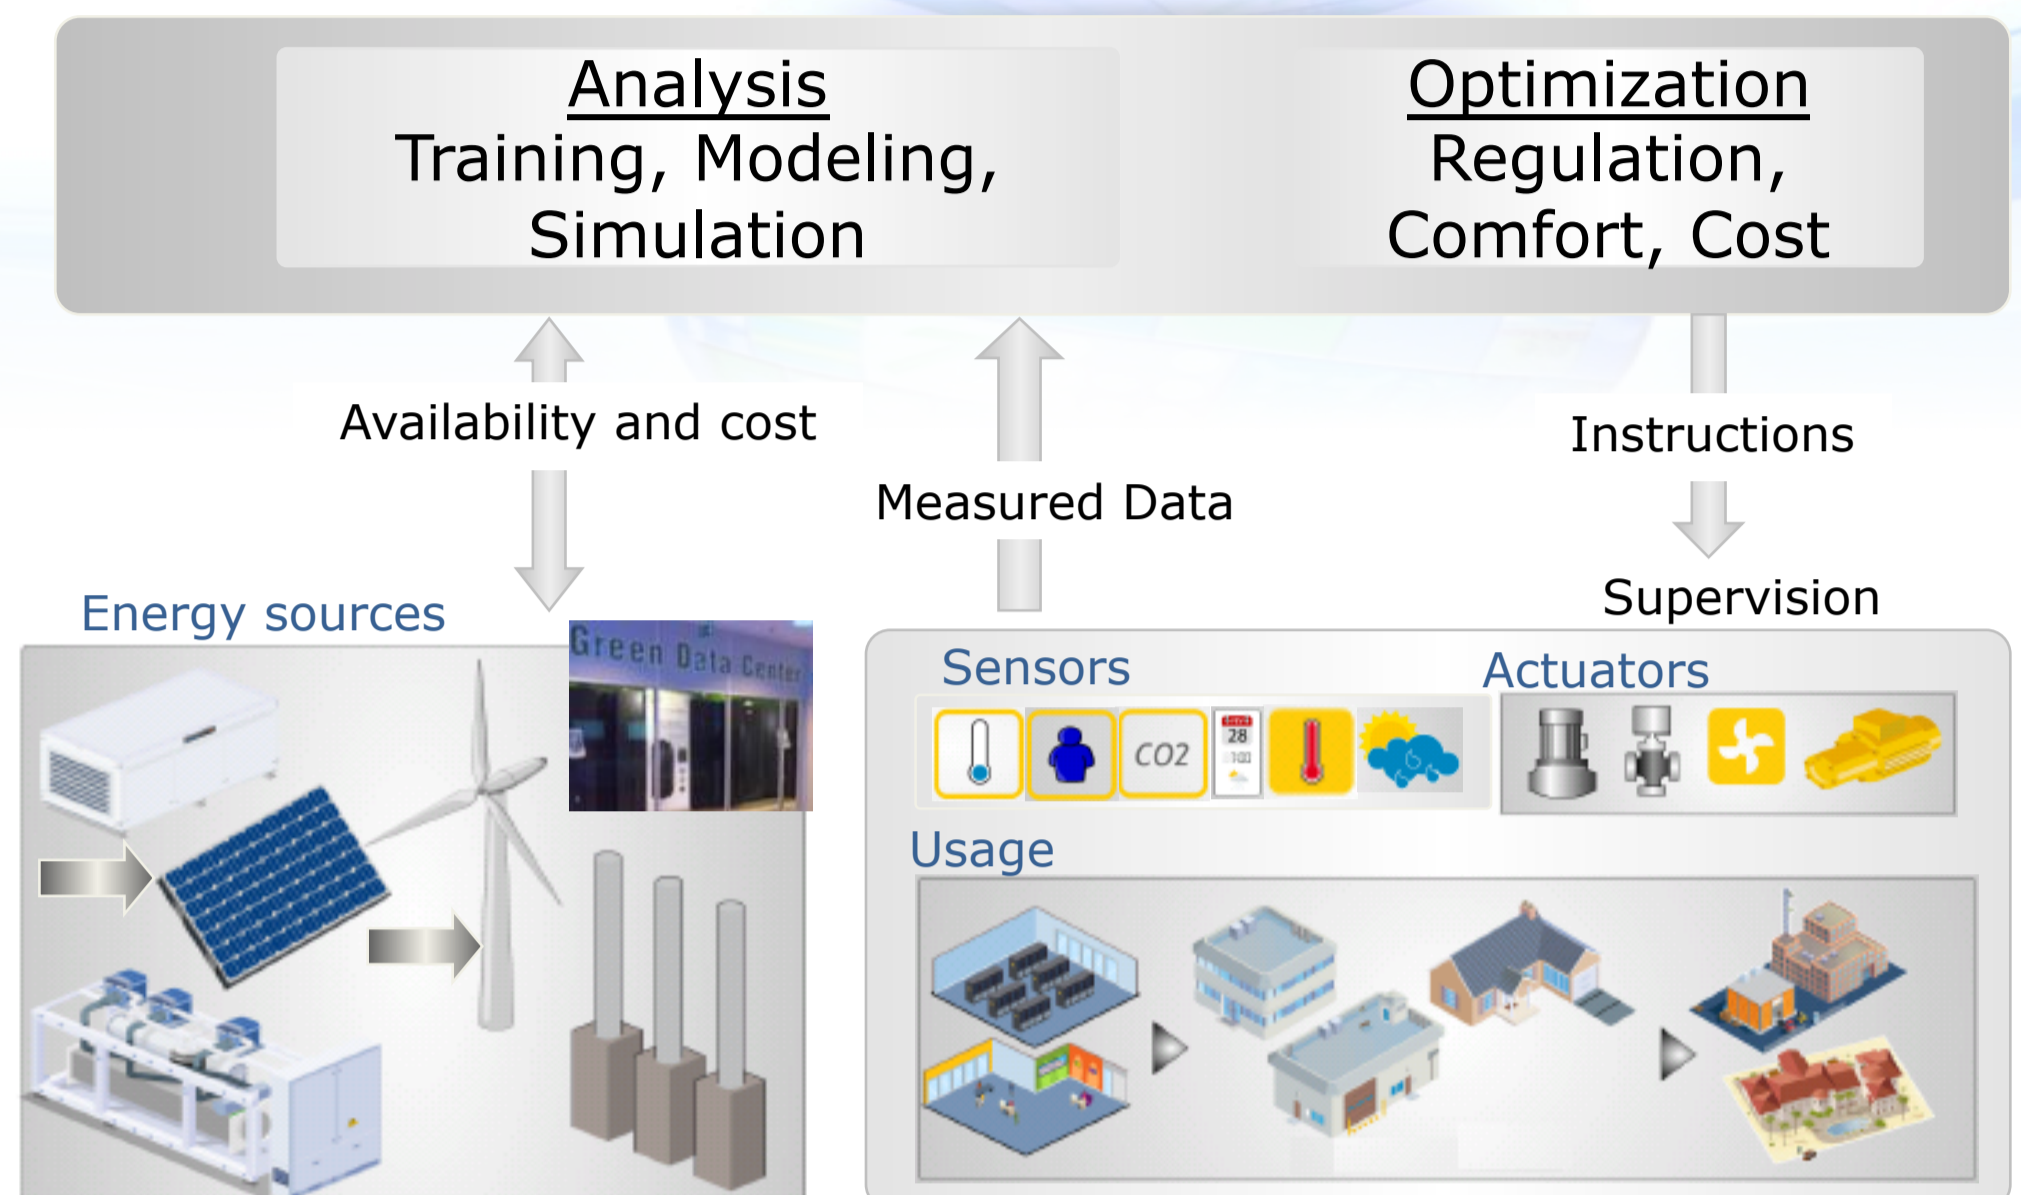 Analysis
Training, Modeling,
Simulation
Optimization
Regulation,
Comfort, Cost
Availability and cost
Measured Data
Instructions
Supervision
Energy sources
Green Data Center
Sensors
CO2
28
Actuators
Usage